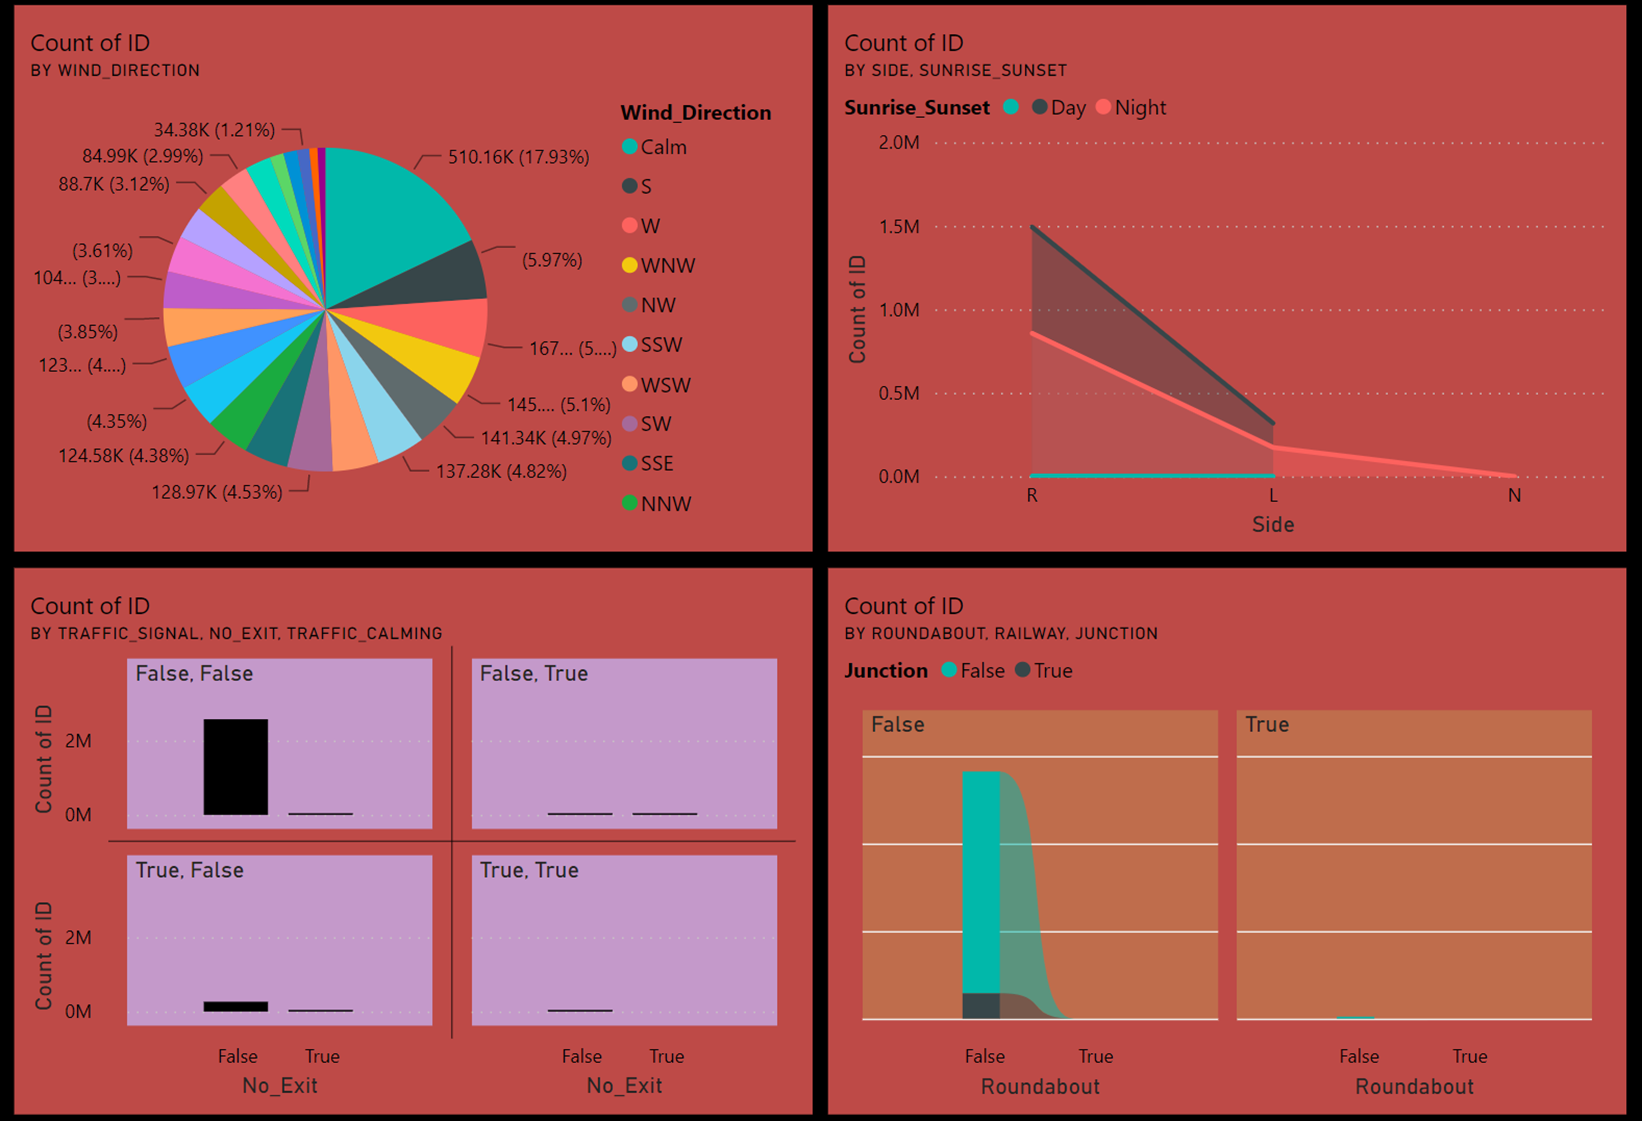 Count of ID
BY WIND_DIRECTION
34.38K (1.21%)
84.99K (2.99%)
88.7K (3.12%)
(3.61%)
104... (3....)
(3.85%)
123... (4....)
(4.35%)
124.58K (4.38%)
128.97K (4.53%)
510.16K (17.93%)
(5.97%)
167... (5....)
145.... (5.1%)
141.34K (4.97%)
137.28K (4.82%)
Wind_Direction
Calm
S
W
WNW
NW
SSW
WSW
SW
SSE
NNW
Count of ID
BY SIDE, SUNRISE_SUNSET
Sunrise_Sunset Day Night
Count of ID
2.0M
1.5M
1.0M
0.5M
0.0M
R L N
Side
Count of ID
BY TRAFFIC_SIGNAL, NO_EXIT, TRAFFIC_CALMING
False, False
False, True
Count of ID
2M
0M
True, False
True, True
Count of ID
2M
0M
False True False True
No_Exit No_Exit
Count of ID
BY ROUNDABOUT, RAILWAY, JUNCTION
Junction False True
False True
False True False True
Roundabout Roundabout